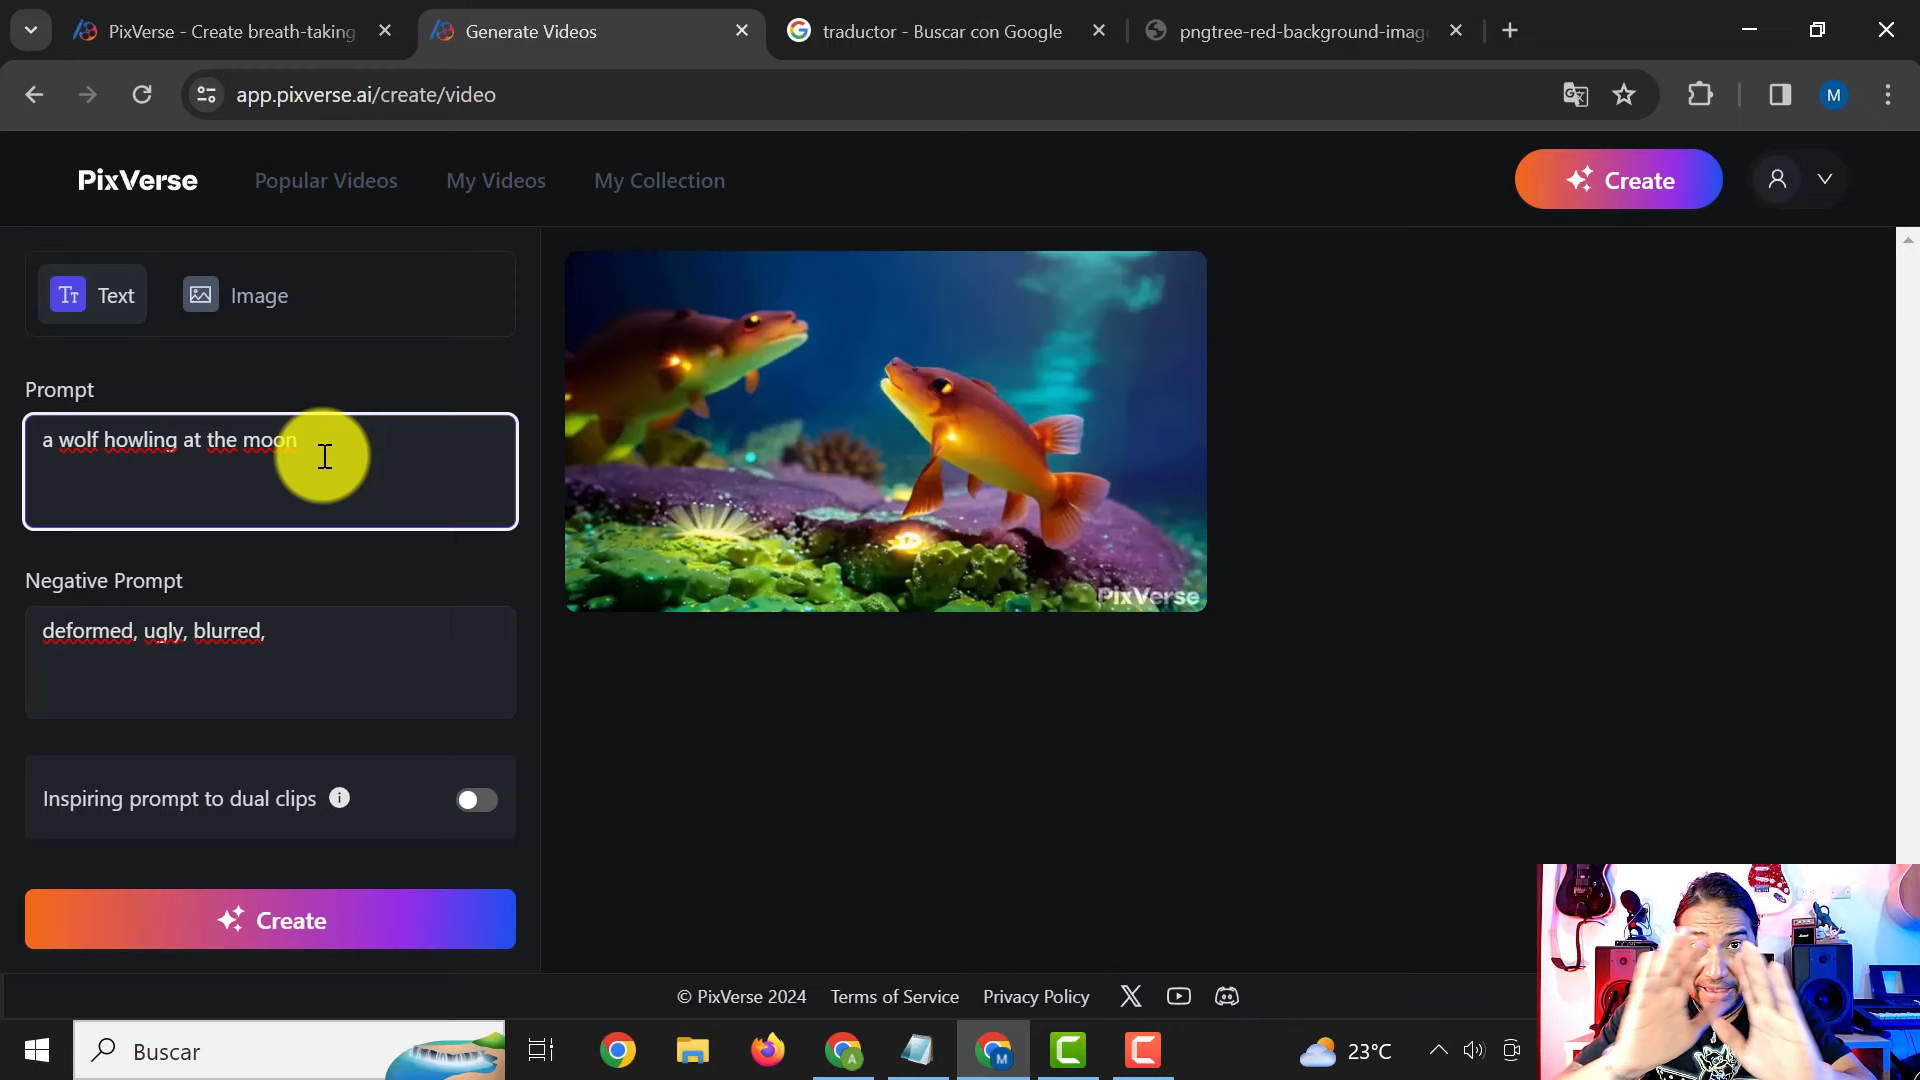 PixVerse - Create breath-taking
Generate Videos
traductor - Buscar con Google
pngtree-red-background-imag
app.pixverse.ai/create/video
M
PixVerse
Popular Videos
My Videos
My Collection
Create
Text
Image
Prompt
a wolf howling at the moon
PixVerse
Negative Prompt
deformed, ugly, blurred,
Inspiring prompt to dual clips
Create
© PixVerse 2024
Terms of Service
Privacy Policy
Buscar
A
M
23°C